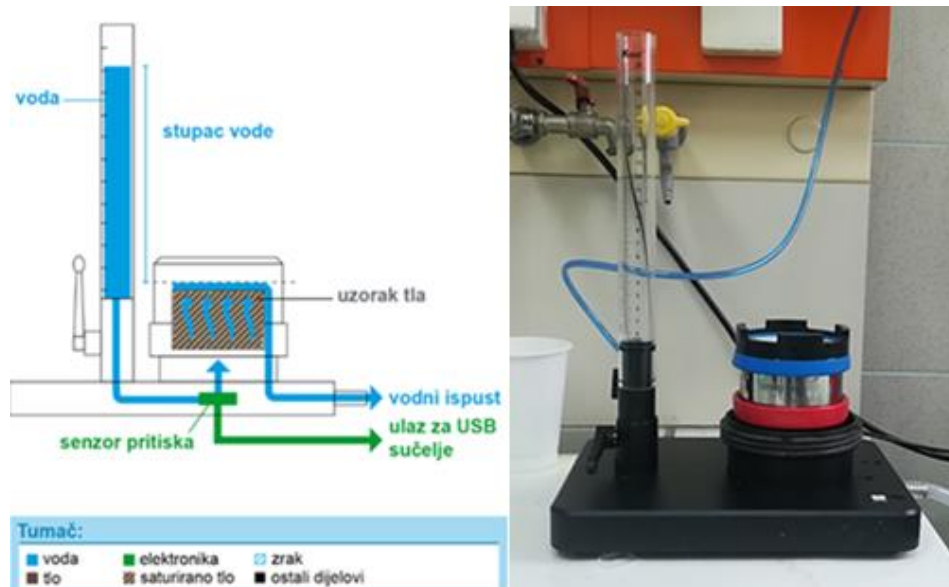 voda
stupac vode
uzorak tla
vodni ispust
senzor pritiska
ulaz za USB
sučelje
Tumač:
voda
elektronika
zrak
tlo
saturirano tlo
ostali dijelovi